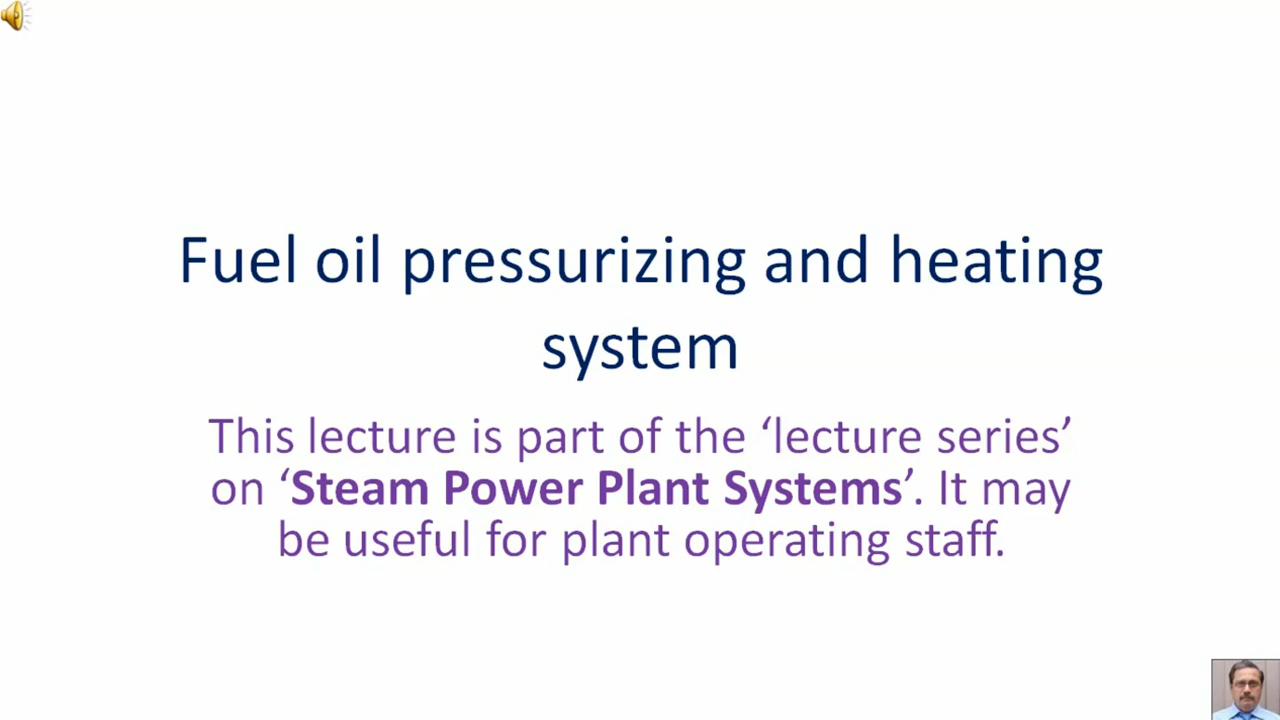 Fuel oil pressurizing and heating
system
This lecture is part of the ‘lecture series’
on ‘Steam Power Plant Systems’. It may
be useful for plant operating staff.